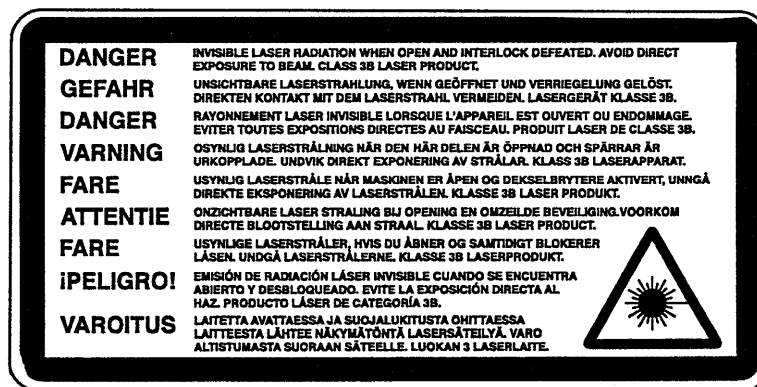 DANGER INVISIBLE LASER RADIATION WHEN OPEN AND INTERLOCK DEFEATED. AVOID DIRECT
EXPOSURE TO BEAM. CLASS 3B LASER PRODUCT.
GEFAHR UNSICHTBARE LASERSTRAHLUNG, WENN GEÖFFNET UND VERRIEGELUNG GELÖST.
DIREKTEN KONTAKT MIT DEM LASERSTRAHL VERMEIDEN. LASERGERÄT KLASSE 3B.
DANGER RAYONNEMENT LASER INVISIBLE LORSQUE L'APPAREIL EST OUVERT OU ENDOMMAGE.
EVITER TOUTES EXPOSITIONS DIRECTES AU FAISCEAU. PRODUIT LASER DE CLASSE 3B.
VARNING OSYNLIG LASERSTRÅLNING NÄR DEN HÄR DELEN ÄR ÖPPNAD OCH SPÄRRAR ÄR
URKOPPLADE. UNDVIK DIREKT EXPONERING AV STRÅLAR. KLASS 3B LASERAPPARAT.
FARE USYNLIG LASERSTRÅLE NÅR MASKINEN ER ÅPEN OG DEKSELBRYTERE AKTIVERT, UNNGÅ
DIREKTE EKSPONERING AV LASERSTRÅLEN. KLASSE 3B LASER PRODUKT.
ATTENTIE ONZICHTBARE LASER STRALING BIJ OPENING EN OMZEILDE BEVEILIGING.VOORKOM
DIRECTE BLOOTSTELLING AAN STRAAL. KLASSE 3B LASER PRODUCT.
FARE USYNLIGE LASERSTRÅLER, HVIS DU ÅBNER OG SAMTIDIGT BLOKERER
LÅSEN. UNDGÅ LASERSTRÅLERNE. KLASSE 3B LASERPRODUKT.
¡PELIGRO! EMISIÓN DE RADIACIÓN LÁSER INVISIBLE CUANDO SE ENCUENTRA
ABIERTO Y DESBLOQUEADO. EVITE LA EXPOSICIÓN DIRECTA AL
HAZ. PRODUCTO LÁSER DE CATEGORÍA 3B.
VAROITUS LAITETTA AVATTAESSA JA SUOJALUKITUSTA OHITTAESSA
LAITTEESTA LÄHTEE NÄKYMÄTÖNTÄ LASERSÄTEILYÄ. VARO
ALTISTUMASTA SUORAAN SÄTEELLE. LUOKAN 3 LASERLAITE.